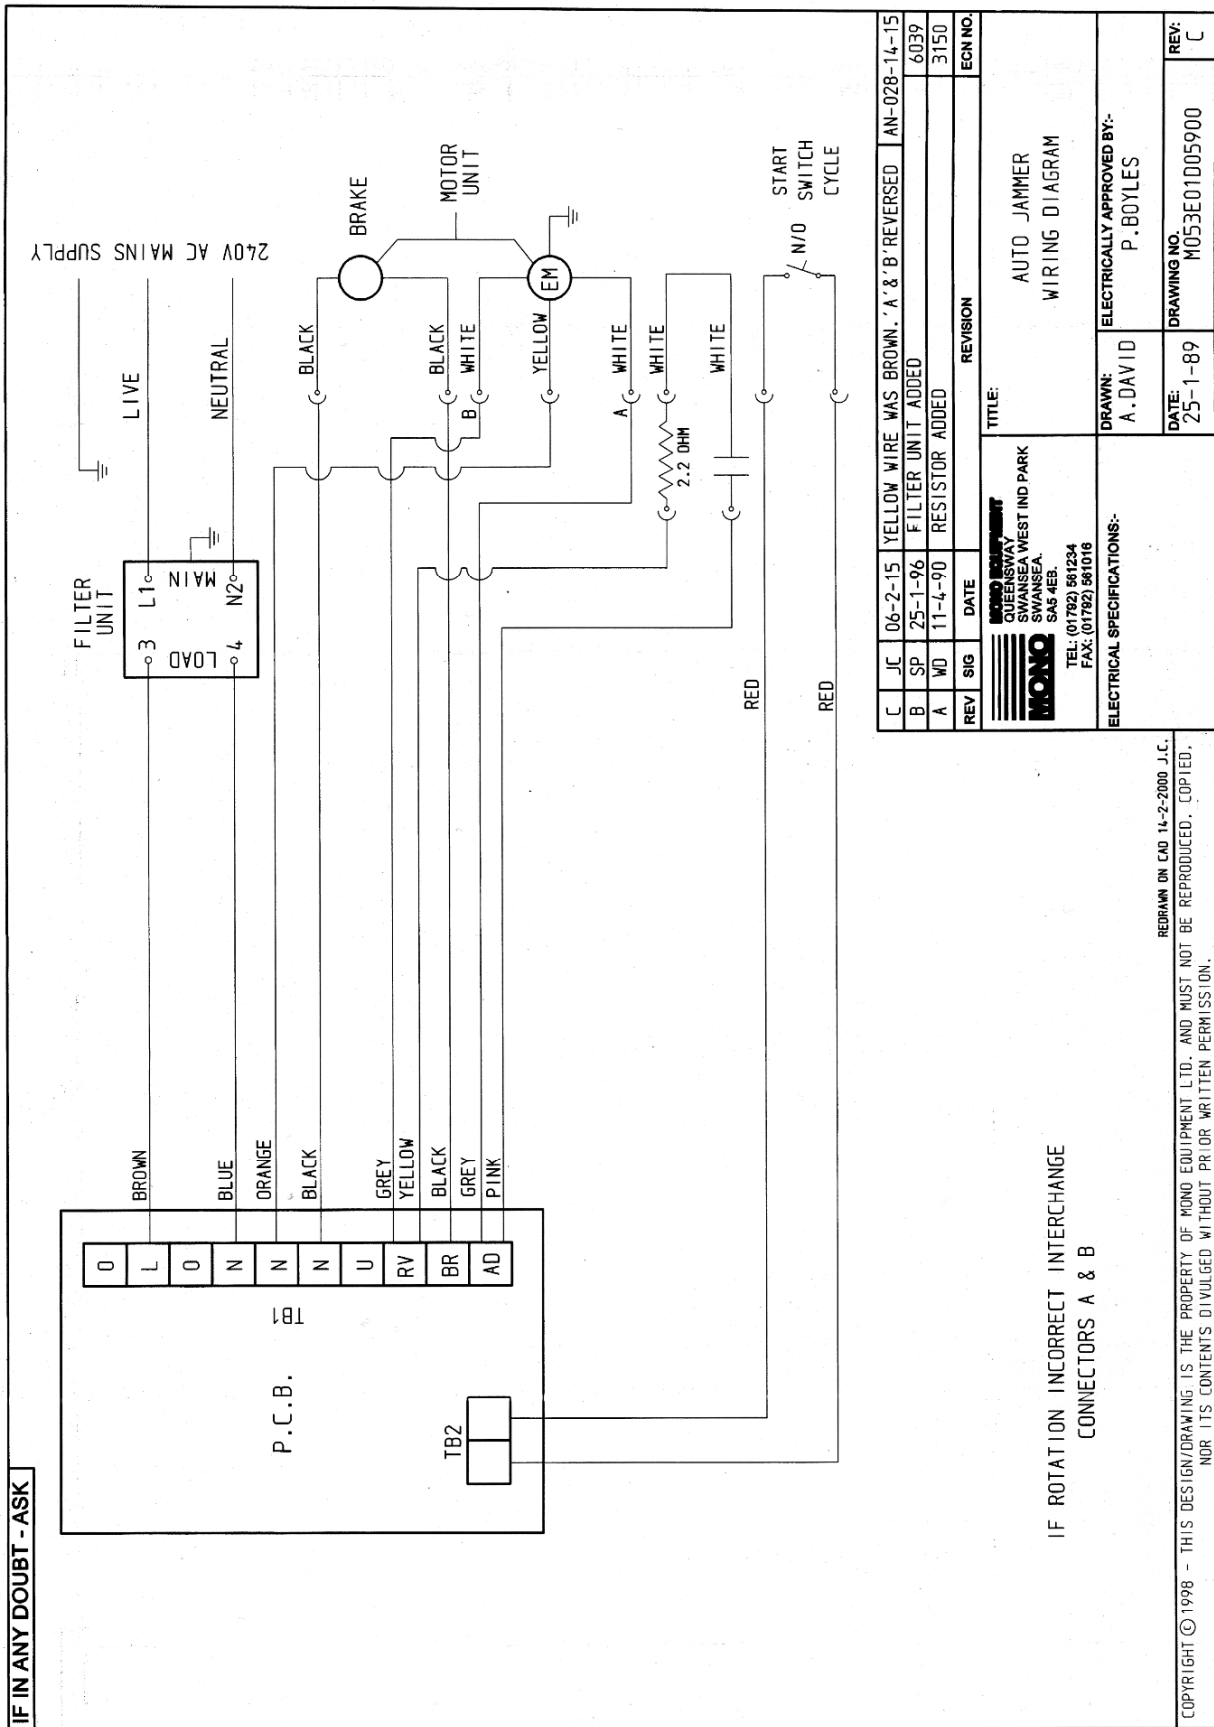 IF IN ANY DOUBT - ASK
240V AC MAINS SUPPLY
LIVE
NEUTRAL
FILTER
UNIT
3
L1
LOAD
MAIN
4
N2
BRAKE
MOTOR
UNIT
EM
BLACK
BLACK
WHITE
YELLOW
WHITE
WHITE
WHITE
B
A
2.2 OHM
START
SWITCH
CYCLE
N/O
RED
RED
BROWN
BLUE
ORANGE
BLACK
GREY
YELLOW
BLACK
GREY
PINK
O
L
O
N
N
N
U
RV
BR
AD
TB1
P.C.B.
TB2
IF ROTATION INCORRECT INTERCHANGE
CONNECTORS A & B
C JC 06-2-15 YELLOW WIRE WAS BROWN. 'A'&'B'REVERSED AN-028-14-15
B SP 25-1-96 FILTER UNIT ADDED 6039
A WD 11-4-90 RESISTOR ADDED 3150
REV SIG DATE REVISION ECN NO.
MONO
MONO EQUIPMENT
QUEENSWAY
SWANSEA WEST IND.PARK
SWANSEA.
SA5 4EB.
TEL: (01792) 561234
FAX: (01792) 561016
TITLE:
AUTO JAMMER
WIRING DIAGRAM
ELECTRICAL SPECIFICATIONS:-
DRAWN:
A.DAVID
ELECTRICALLY APPROVED BY:-
P.BOYLES
DATE:
25-1-89
DRAWING NO.
M053E01D05900
REV:
C
REDRAWN ON CAD 14-2-2000 J.C.
COPYRIGHT © 1998 - THIS DESIGN/DRAWING IS THE PROPERTY OF MONO EQUIPMENT LTD. AND MUST NOT BE REPRODUCED, COPIED,
NOR ITS CONTENTS DIVULGED WITHOUT PRIOR WRITTEN PERMISSION.